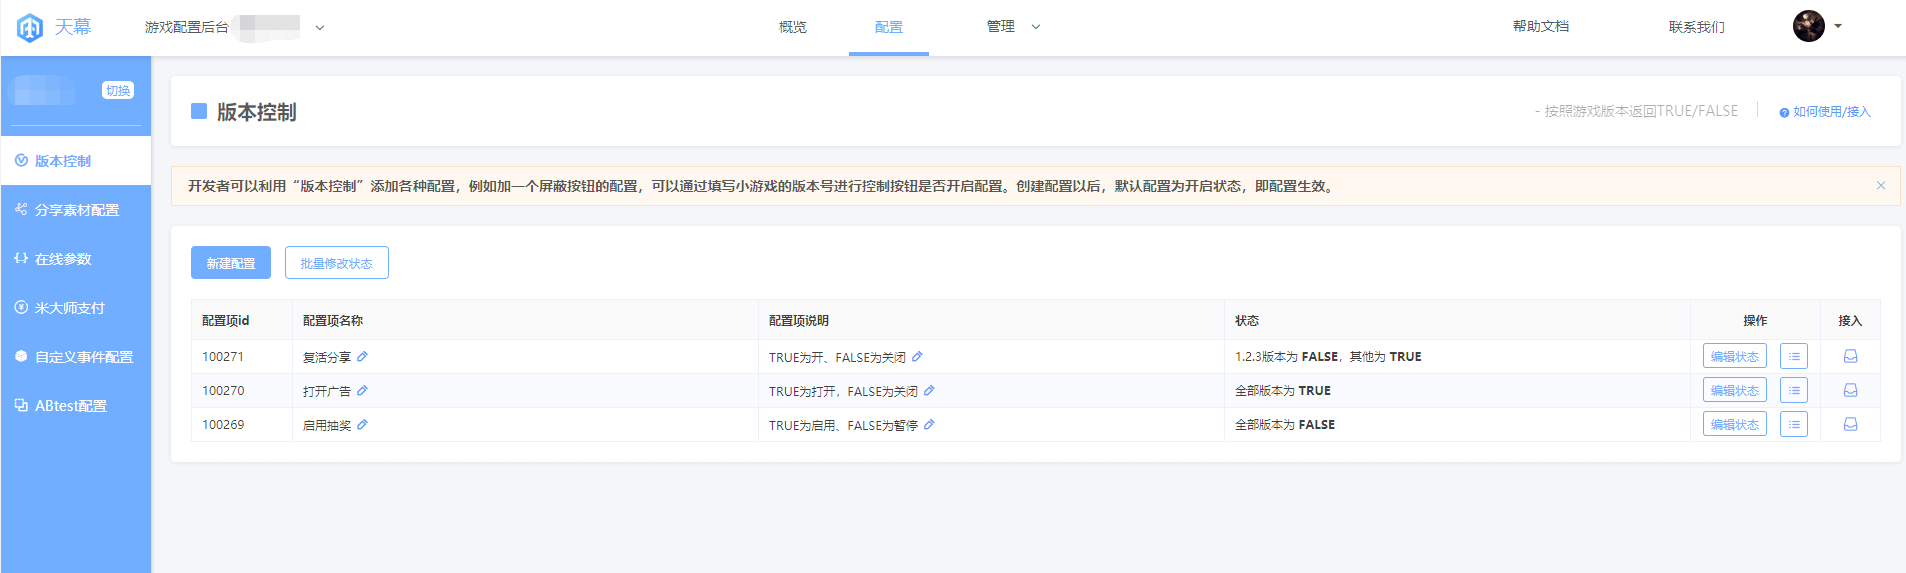 天幕
游戏配置后台
概览
配置
管理
帮助文档
联系我们
切换
版本控制
分享素材配置
在线参数
米大师支付
自定义事件配置
ABtest配置
版本控制
- 按照游戏版本返回TRUE/FALSE
如何使用/接入
开发者可以利用“版本控制”添加各种配置，例如加一个屏蔽按钮的配置，可以通过填写小游戏的版本号进行控制按钮是否开启配置。创建配置以后，默认配置为开启状态，即配置生效。
新建配置
批量修改状态
配置项id 配置项名称 配置项说明 状态 操作 接入
100271 复活分享 TRUE为开、FALSE为关闭 1.2.3版本为 FALSE，其他为 TRUE 编辑状态
100270 打开广告 TRUE为打开，FALSE为关闭 全部版本为 TRUE 编辑状态
100269 启用抽奖 TRUE为启用、FALSE为暂停 全部版本为 FALSE 编辑状态